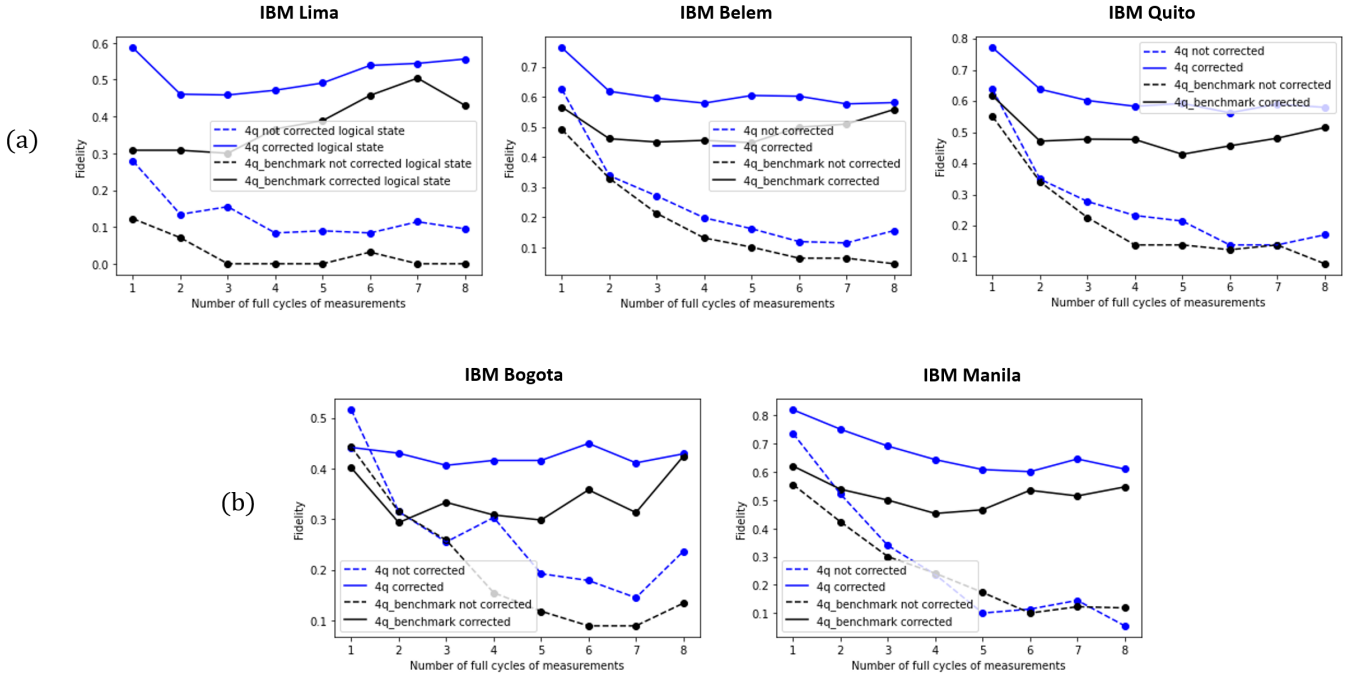 IBM Lima
IBM Belem
IBM Quito
(a)
Fidelity
0.6
0.5
0.4
0.3
0.2
0.1
0.0
4q not corrected logical state
4q corrected logical state
4q_benchmark not corrected logical state
4q_benchmark corrected logical state
1 2 3 4 5 6 7 8
Number of full cycles of measurements
Fidelity
0.7
0.6
0.5
0.4
0.3
0.2
0.1
4q not corrected
4q corrected
4q_benchmark not corrected
4q_benchmark corrected
1 2 3 4 5 6 7 8
Number of full cycles of measurements
Fidelity
0.8
0.7
0.6
0.5
0.4
0.3
0.2
0.1
4q not corrected
4q corrected
4q_benchmark not corrected
4q_benchmark corrected
1 2 3 4 5 6 7 8
Number of full cycles of measurements
IBM Bogota
IBM Manila
(b)
Fidelity
0.5
0.4
0.3
0.2
0.1
4q not corrected
4q corrected
4q_benchmark not corrected
4q_benchmark corrected
1 2 3 4 5 6 7 8
Number of full cycles of measurements
Fidelity
0.8
0.7
0.6
0.5
0.4
0.3
0.2
0.1
4q not corrected
4q corrected
4q_benchmark not corrected
4q_benchmark corrected
1 2 3 4 5 6 7 8
Number of full cycles of measurements